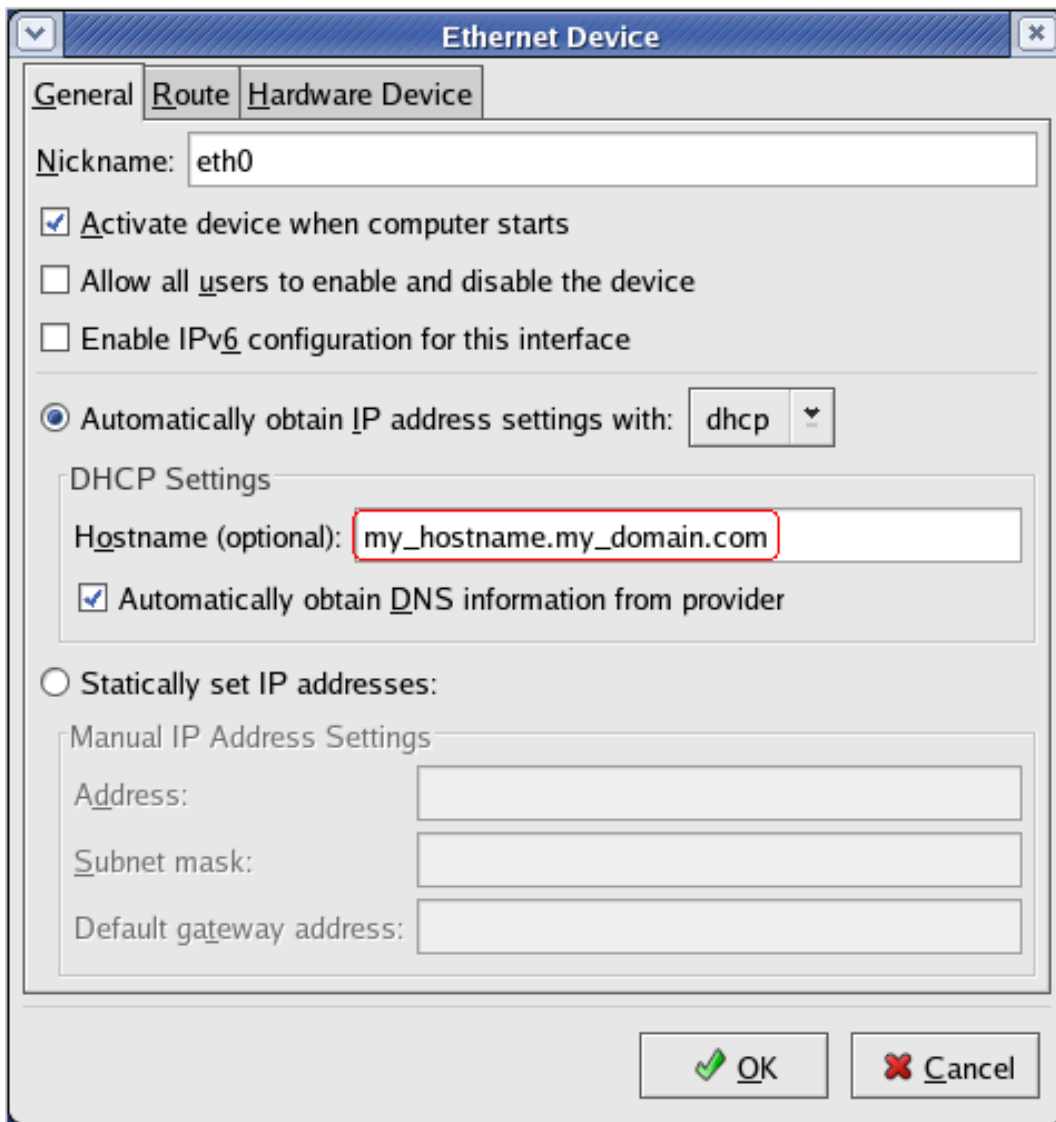 Ethernet Device
General Route Hardware Device
Nickname: eth0
Activate device when computer starts
Allow all users to enable and disable the device
Enable IPv6 configuration for this interface
Automatically obtain IP address settings with: dhcp
DHCP Settings
Hostname (optional): my_hostname.my_domain.com
Automatically obtain DNS information from provider
Statically set IP addresses:
Manual IP Address Settings
Address:
Subnet mask:
Default gateway address:
OK Cancel